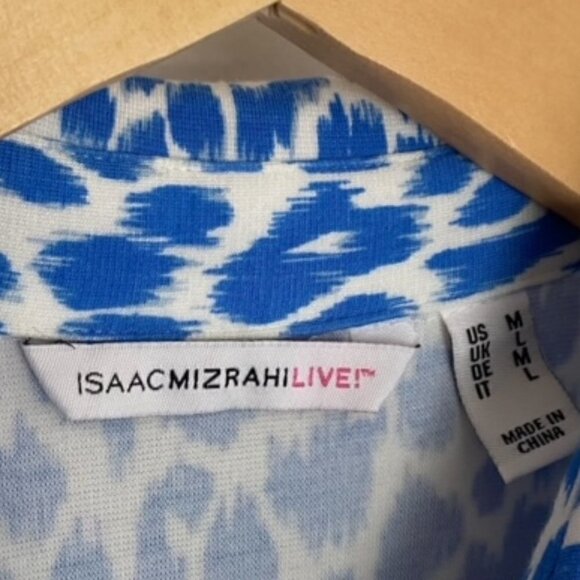 ISAACMIZRAHILIVE!™
US M
UK L
DE M
IT L
MADE IN
CHINA